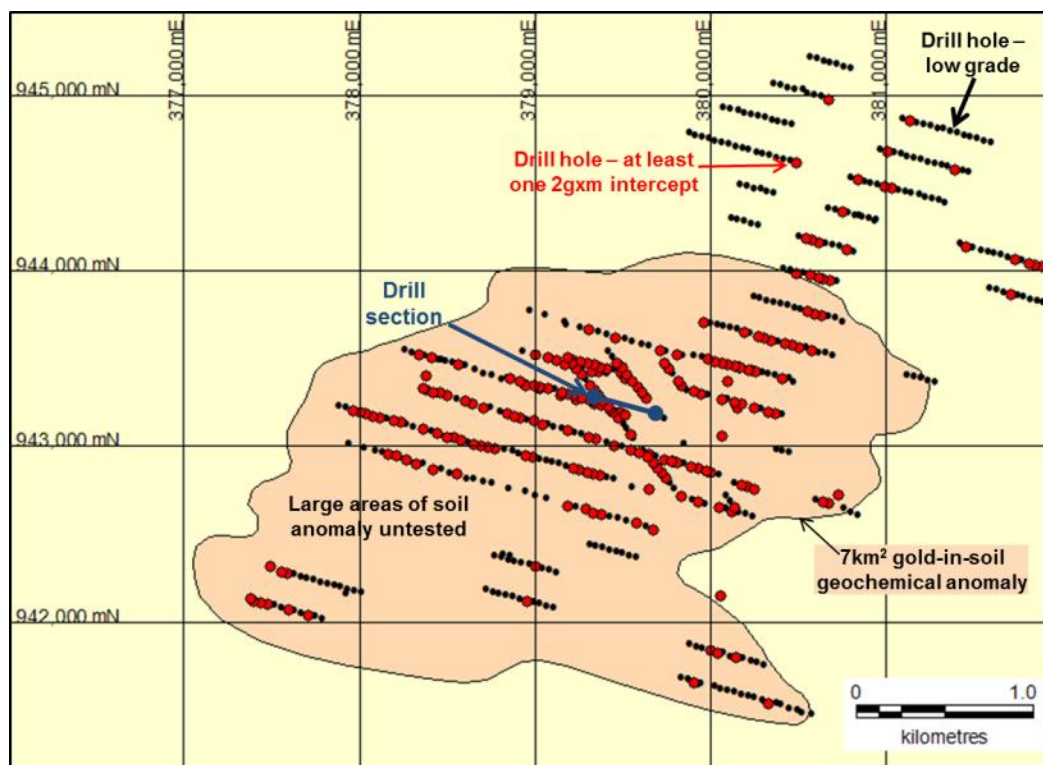 377,000 mE
378,000 mE
379,000 mE
380,000 mE
381,000 mE
945,000 mN
944,000 mN
943,000 mN
942,000 mN
Drill hole –
low grade
Drill hole – at least
one 2gxm intercept
Drill
section
Large areas of soil
anomaly untested
7km² gold-in-soil
geochemical anomaly
0 1.0
kilometres